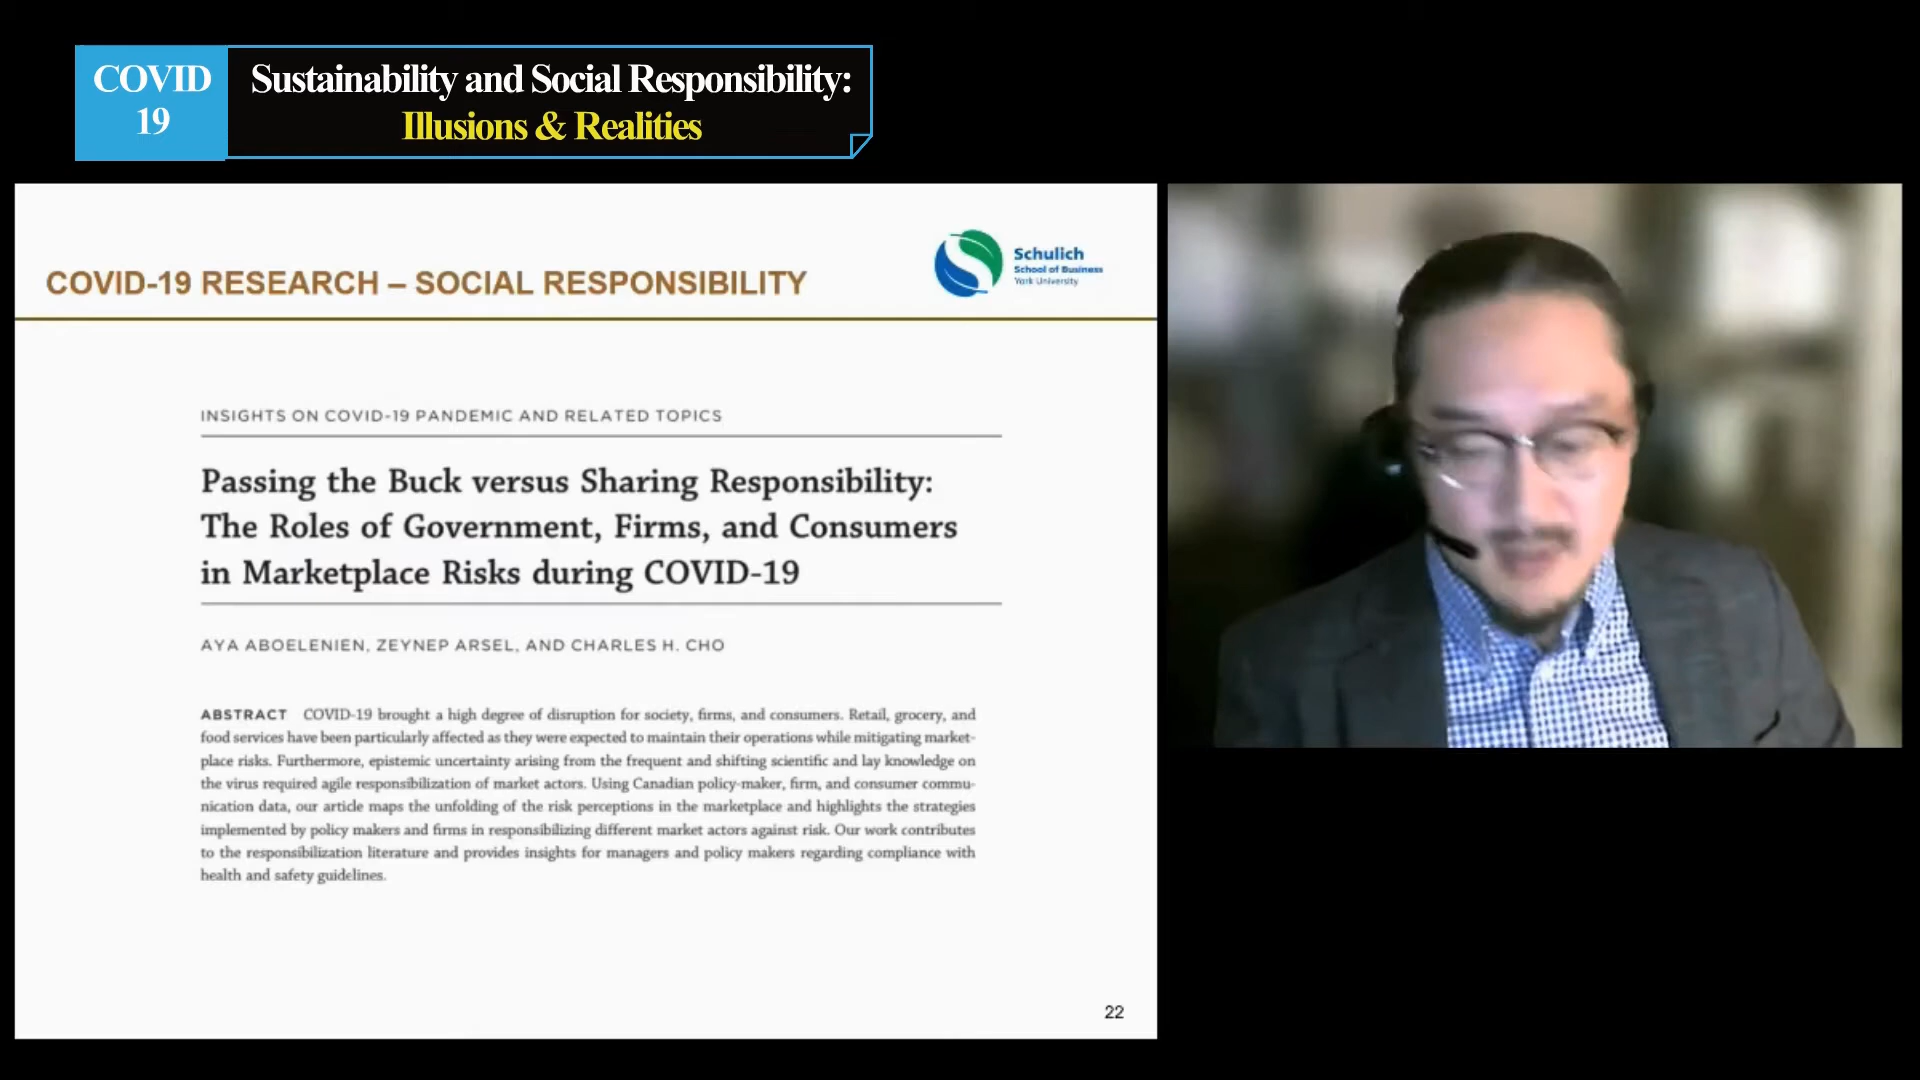 COVID
19
Sustainability and Social Responsibility:
Illusions & Realities
COVID-19 RESEARCH – SOCIAL RESPONSIBILITY
Schulich
School of Business
York University
INSIGHTS ON COVID-19 PANDEMIC AND RELATED TOPICS
Passing the Buck versus Sharing Responsibility:
The Roles of Government, Firms, and Consumers
in Marketplace Risks during COVID-19
AYA ABOELENIEN, ZEYNEP ARSEL, AND CHARLES H. CHO
ABSTRACT COVID-19 brought a high degree of disruption for society, firms, and consumers. Retail, grocery, and
food services have been particularly affected as they were expected to maintain their operations while mitigating market-
place risks. Furthermore, epistemic uncertainty arising from the frequent and shifting scientific and lay knowledge on
the virus required agile responsibilization of market actors. Using Canadian policy-maker, firm, and consumer commu-
nication data, our article maps the unfolding of the risk perceptions in the marketplace and highlights the strategies
implemented by policy makers and firms in responsibilizing different market actors against risk. Our work contributes
to the responsibilization literature and provides insights for managers and policy makers regarding compliance with
health and safety guidelines.
22